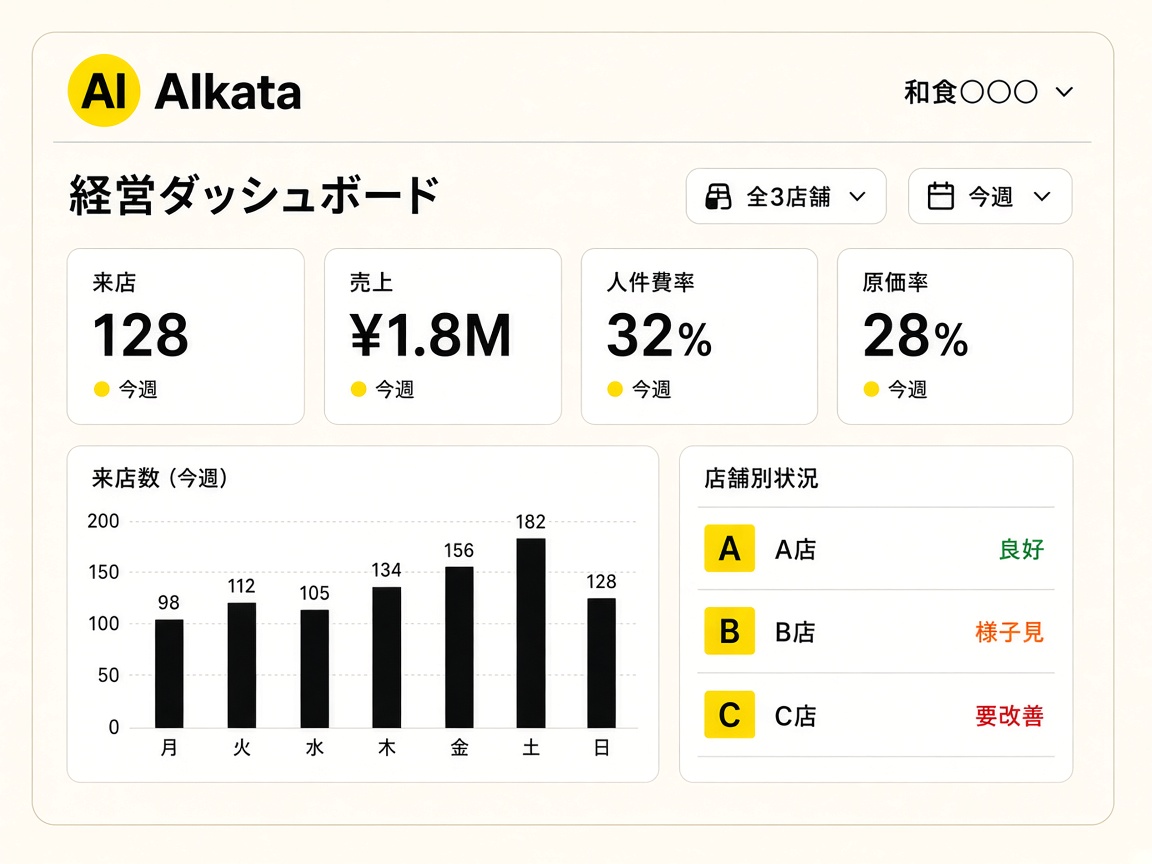 AI AIkata
和食〇〇〇
経営ダッシュボード
全3店舗
今週
来店
128
今週
売上
¥1.8M
今週
人件費率
32%
今週
原価率
28%
今週
来店数（今週）
200
150
100
50
0
98
112
105
134
156
182
128
月 火 水 木 金 土 日
店舗別状況
A A店 良好
B B店 様子見
C C店 要改善